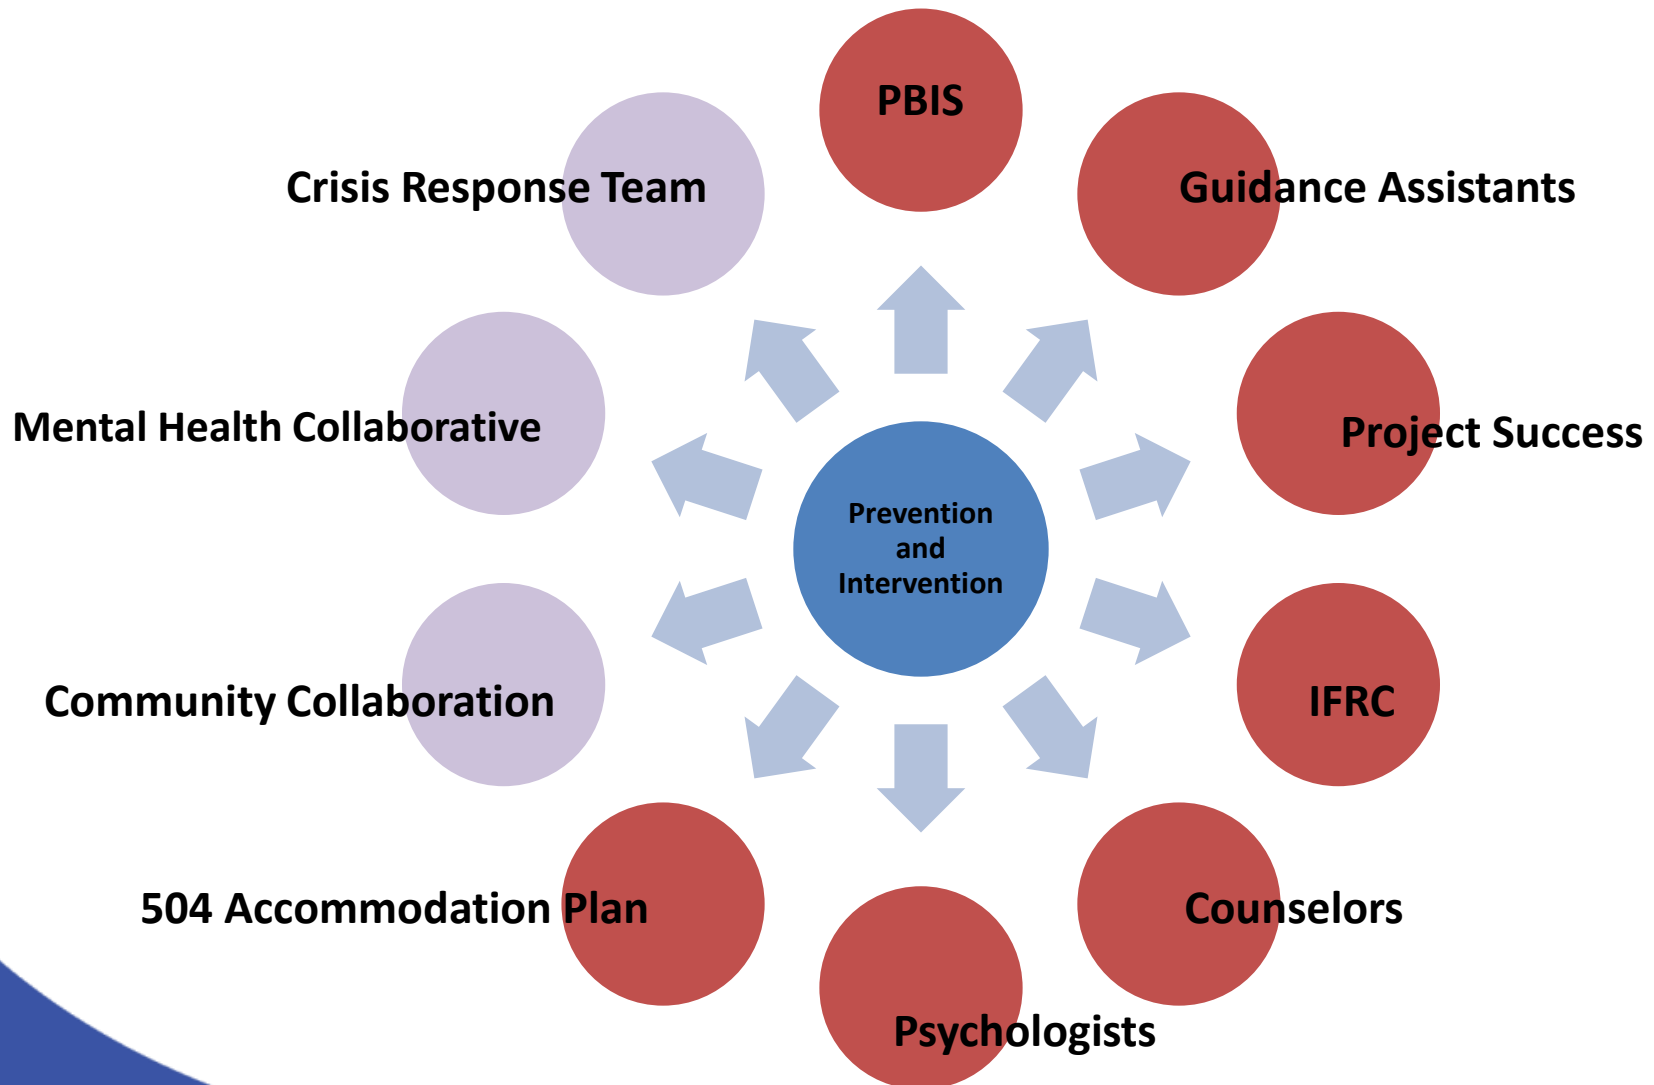 PBIS
Crisis Response Team
Guidance Assistants
Mental Health Collaborative
Project Success
Prevention
and
Intervention
Community Collaboration
IFRC
504 Accommodation Plan
Counselors
Psychologists